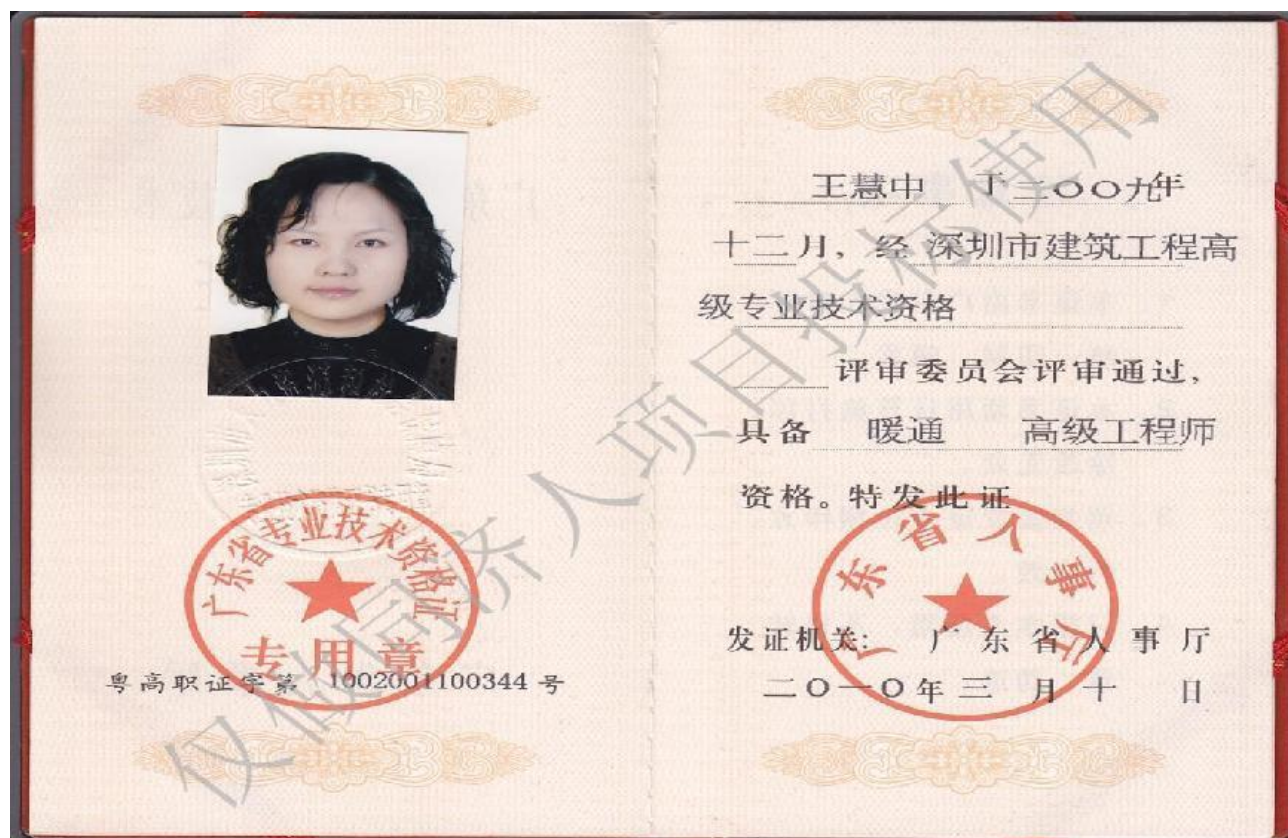 广东省专业技术资格证
专用章
粤高职证字第 1002001100344 号
王慧中 于二〇〇九年
十二月，经 深圳市建筑工程高
级专业技术资格
评审委员会评审通过，
具备 暖通 高级工程师
资格。特发此证
广东省人事厅
发证机关：广东省人事厅
二〇一〇年三月十日
仅做同济人项目投标使用